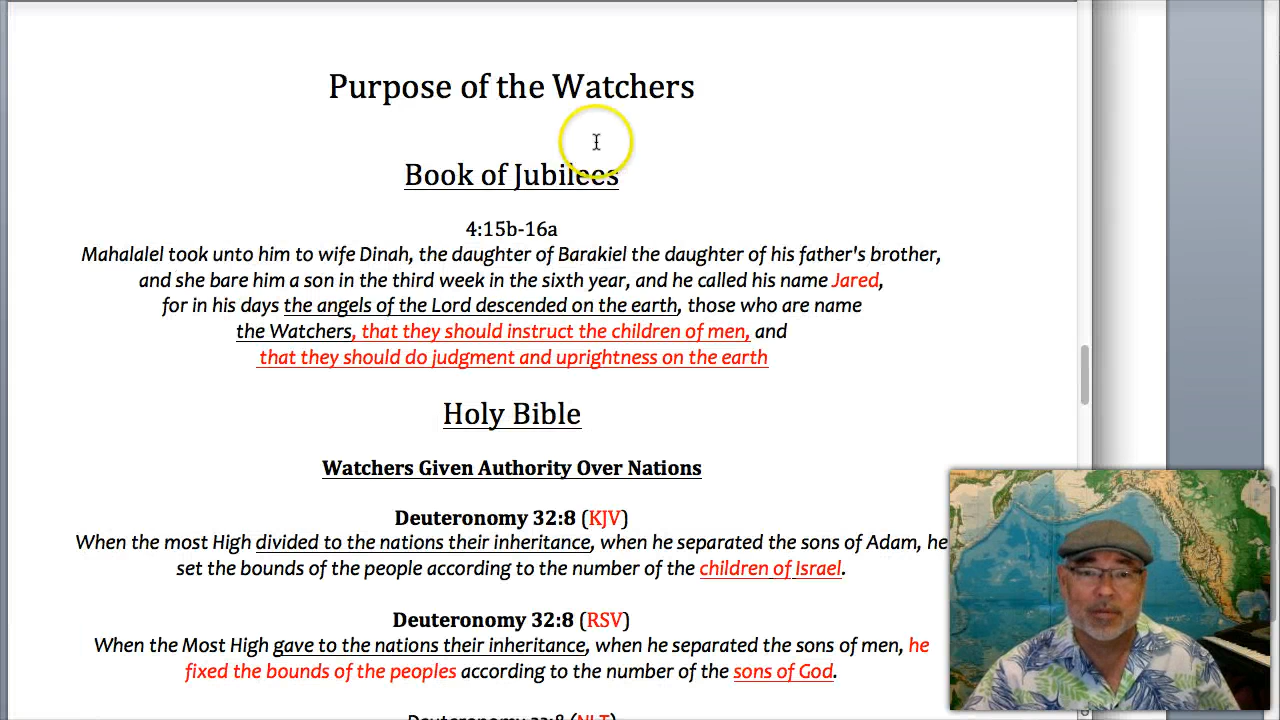 Purpose of the Watchers
Book of Jubilees
4:15b-16a
Mahalalel took unto him to wife Dinah, the daughter of Barakiel the daughter of his father's brother,
and she bare him a son in the third week in the sixth year, and he called his name Jared,
for in his days the angels of the Lord descended on the earth, those who are name
the Watchers, that they should instruct the children of men, and
that they should do judgment and uprightness on the earth
Holy Bible
Watchers Given Authority Over Nations
Deuteronomy 32:8 (KJV)
When the most High divided to the nations their inheritance, when he separated the sons of Adam, he
set the bounds of the people according to the number of the children of Israel.
Deuteronomy 32:8 (RSV)
When the Most High gave to the nations their inheritance, when he separated the sons of men, he
fixed the bounds of the peoples according to the number of the sons of God.
Deuteronomy 32:8 (NLT)